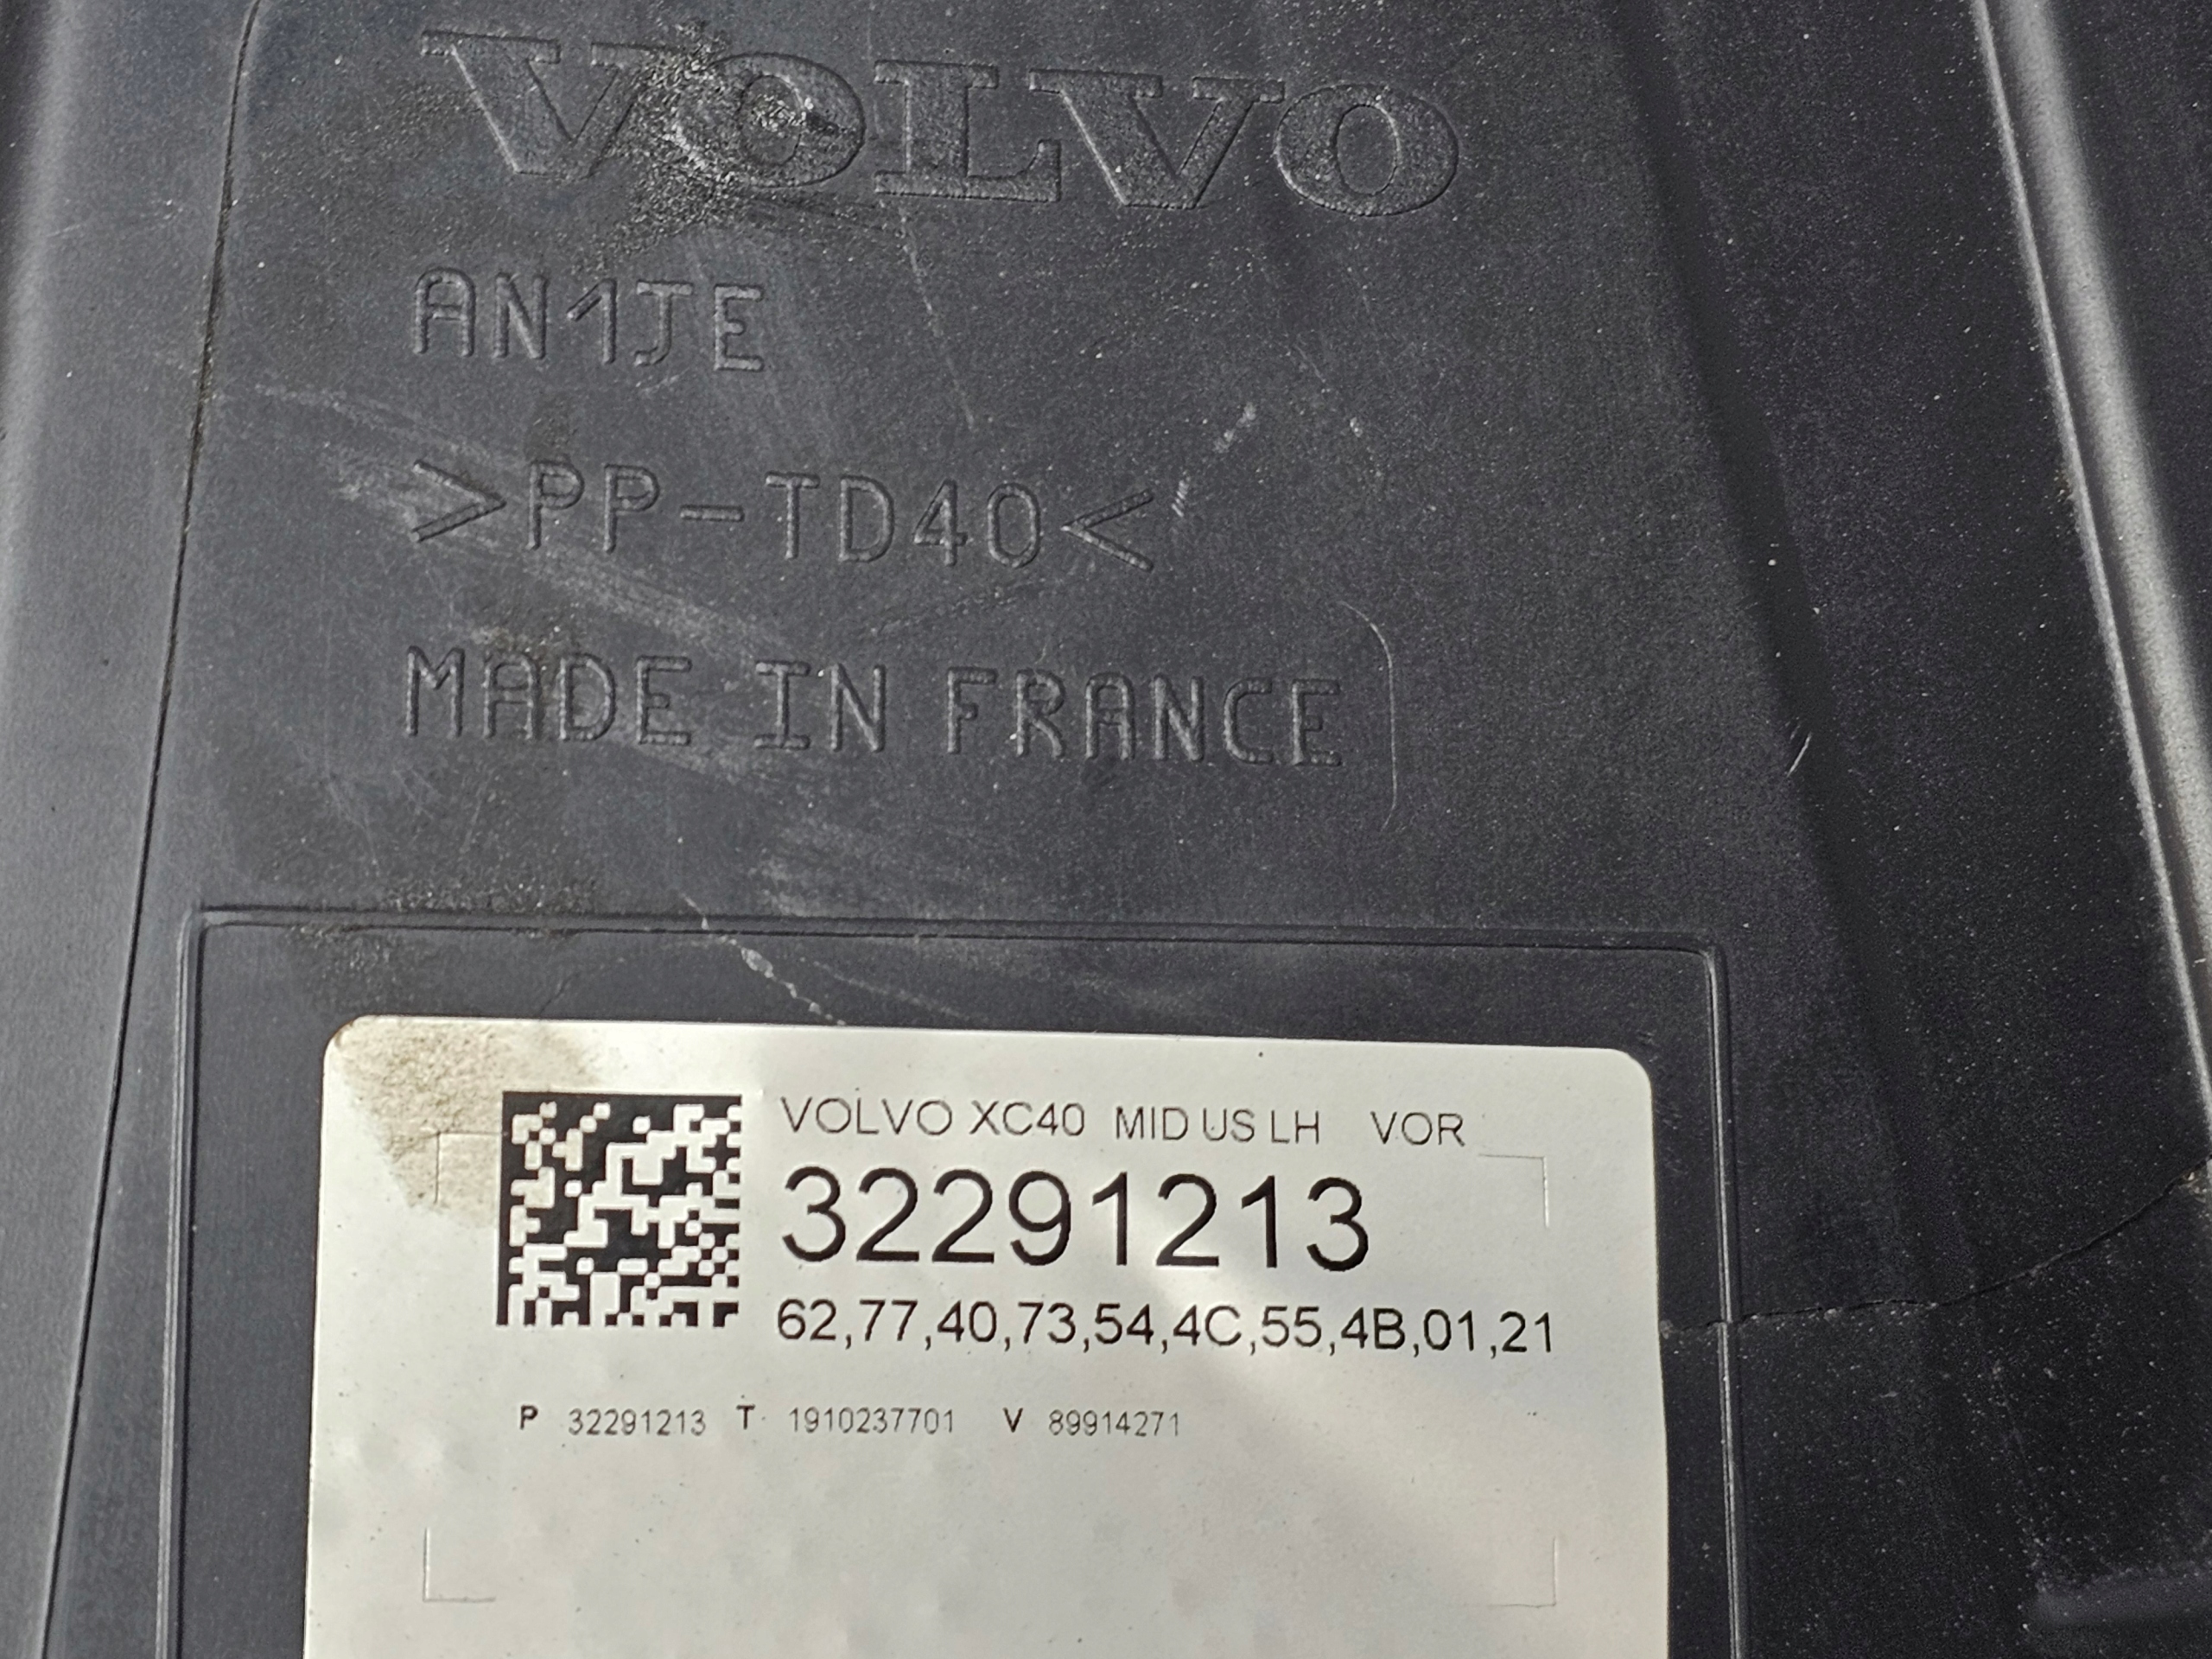 VOLVO
AN1JE
>PP-TD40<
MADE IN FRANCE
VOLVO XC40 MID US LH VOR
32291213
62,77,40,73,54,4C,55,4B,01,21
P 32291213 T 1910237701 V 89914271